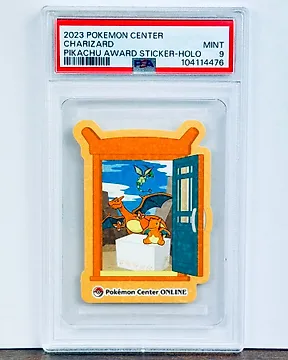 2023 POKEMON CENTER
CHARIZARD MINT
PIKACHU AWARD STICKER-HOLO 9
PSA 104114476
Pokémon Center ONLINE